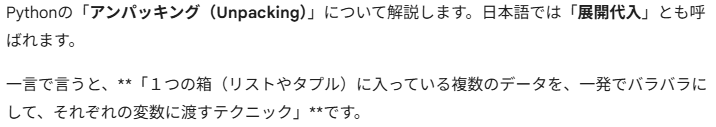 Pythonの「アンパッキング（Unpacking）」について解説します。日本語では「展開代入」とも呼
ばれます。
一言で言うと、**「１つの箱（リストやタプル）に入っている複数のデータを、一発でバラバラに
して、それぞれの変数に渡すテクニック」**です。